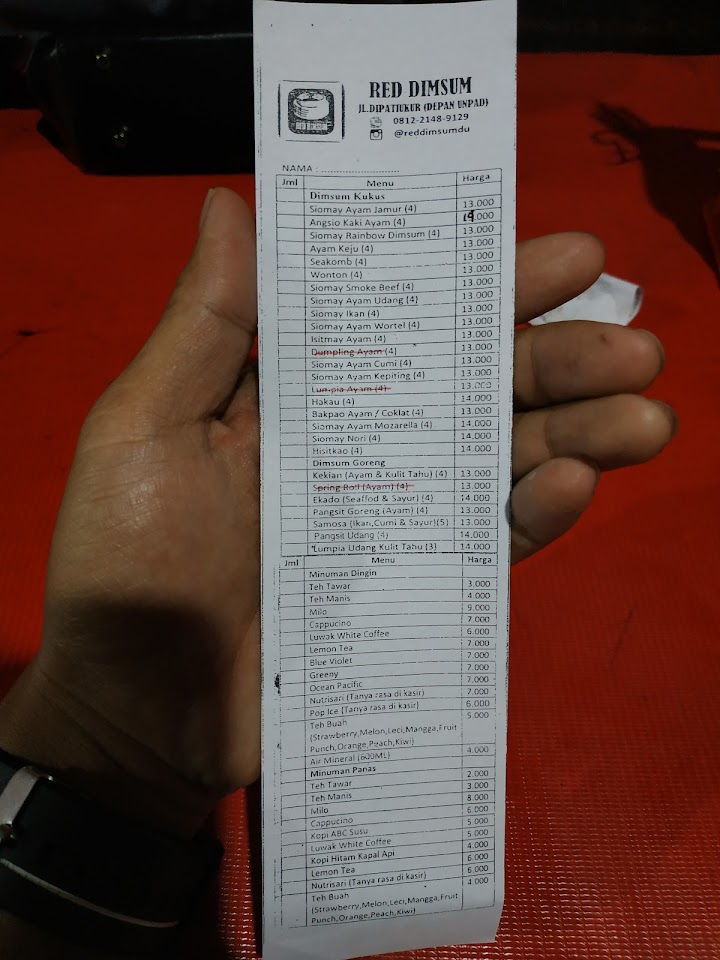 RED DIMSUM
JL.DIPATIUKUR (DEPAN UNPAD)
0812-2148-9129
@reddimsumdu
NAMA : ........................
Jml Menu Harga
Dimsum Kukus
Siomay Ayam Jamur (4) 13.000
Angsio Kaki Ayam (4) 14.000
Siomay Rainbow Dimsum (4) 13.000
Ayam Keju (4) 13.000
Seakomb (4) 13.000
Wonton (4) 13.000
Siomay Smoke Beef (4) 13.000
Siomay Ayam Udang (4) 13.000
Siomay Ikan (4) 13.000
Siomay Ayam Wortel (4) 13.000
Isitmay Ayam (4) 13.000
Dumpling Ayam (4) 13.000
Siomay Ayam Cumi (4) 13.000
Siomay Ayam Kepiting (4) 13.000
Lumpia Ayam (4) 13.000
Hakau (4) 14.000
Bakpao Ayam / Coklat (4) 13.000
Siomay Ayam Mozarella (4) 14.000
Siomay Nori (4) 14.000
Hisitkao (4) 14.000
Dimsum Goreng
Kekian (Ayam & Kulit Tahu) (4) 13.000
Spring Roll (Ayam) (4) 13.000
Ekado (Seaffod & Sayur) (4) 14.000
Pangsit Goreng (Ayam) (4) 13.000
Samosa (Ikan,Cumi & Sayur)(5) 13.000
Pangsit Udang (4) 14.000
Lumpia Udang Kulit Tahu (3) 14.000
Jml Menu Harga
Minuman Dingin
Teh Tawar 3.000
Teh Manis 4.000
Milo 9.000
Cappucino 7.000
Luwak White Coffee 6.000
Lemon Tea 7.000
Blue Violet 7.000
Greeny 7.000
Ocean Pacific 7.000
Nutrisari (Tanya rasa di kasir) 7.000
Pop Ice (Tanya rasa di kasir) 6.000
Teh Buah 5.000
(Strawberry,Melon,Leci,Mangga,Fruit
Punch,Orange,Peach,Kiwi)
Air Mineral (600ML) 4.000
Minuman Panas
Teh Tawar 2.000
Teh Manis 3.000
Milo 8.000
Cappucino 6.000
Kopi ABC Susu 5.000
Luwak White Coffee 5.000
Kopi Hitam Kapal Api 4.000
Lemon Tea 6.000
Nutrisari (Tanya rasa di kasir) 6.000
Teh Buah 4.000
(Strawberry,Melon,Leci,Mangga,Fruit
Punch,Orange,Peach,Kiwi)